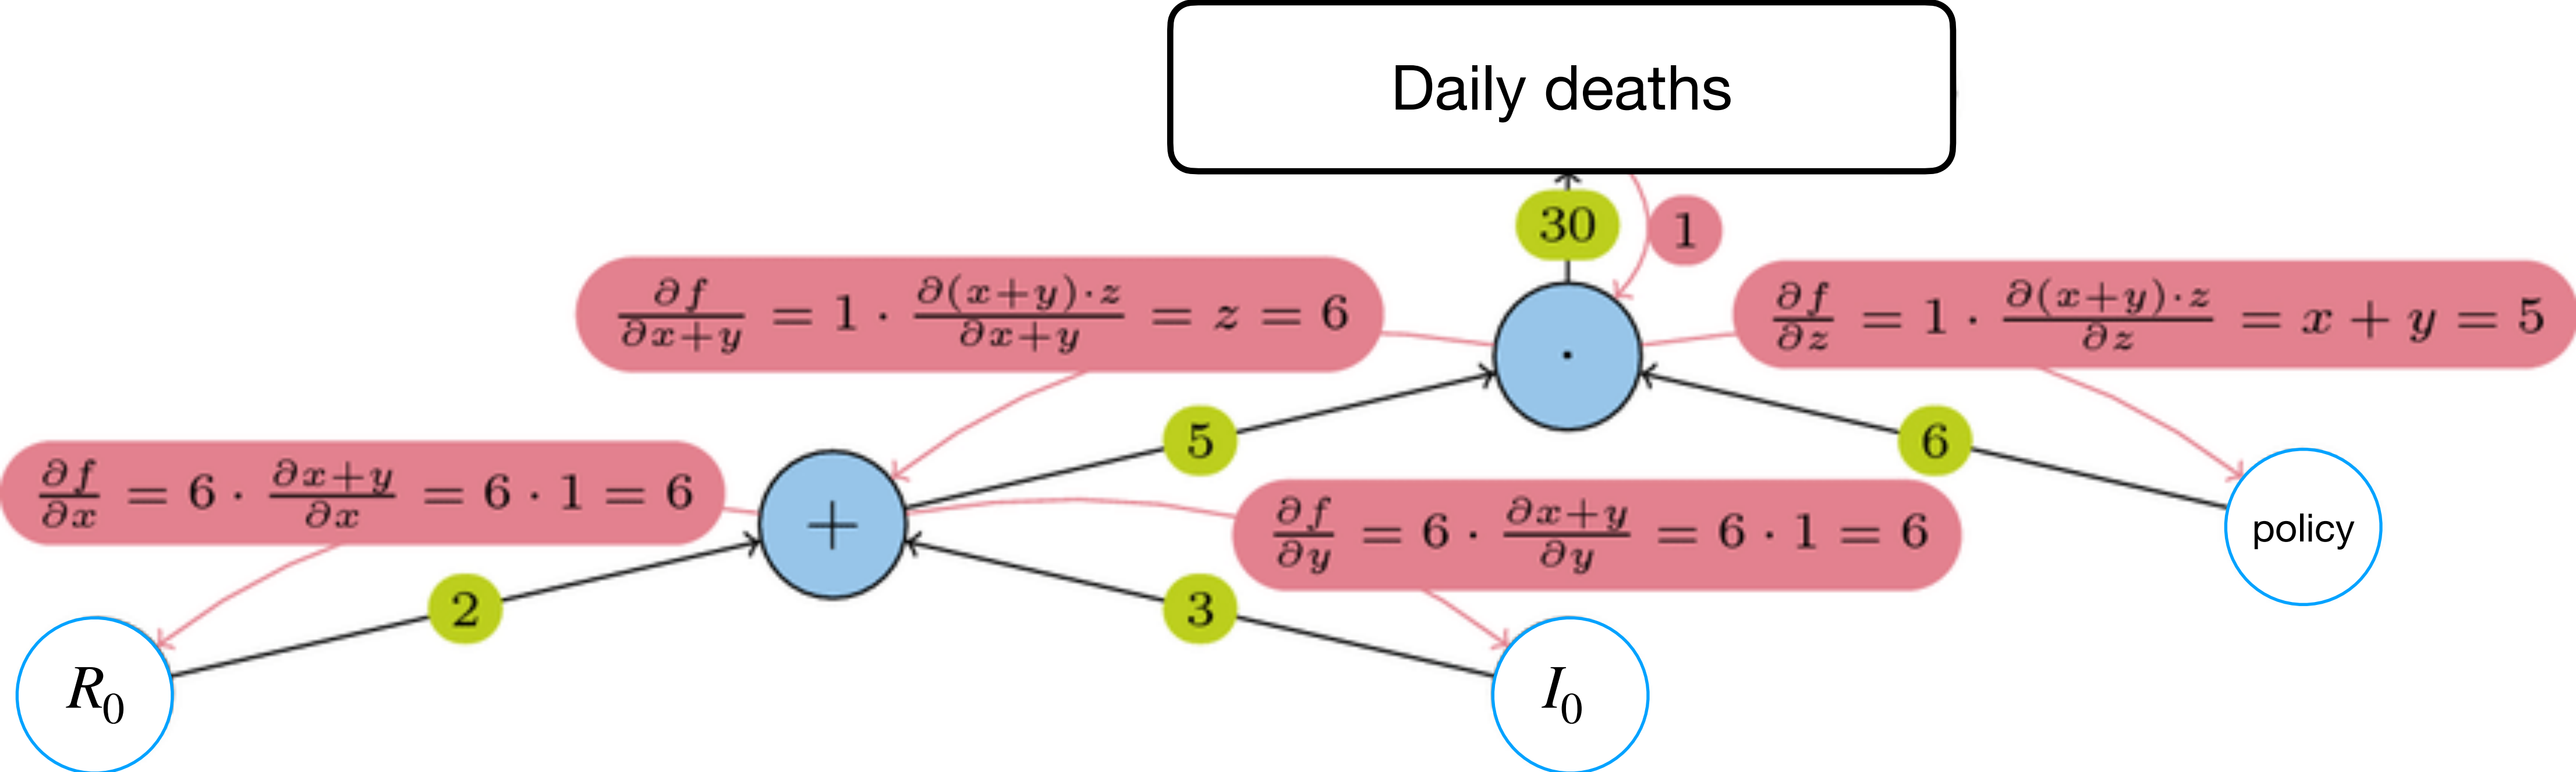 Daily deaths
30
1
∂f/∂x+y = 1 · ∂(x+y)·z/∂x+y = z = 6
∂f/∂z = 1 · ∂(x+y)·z/∂z = x + y = 5
·
5
6
∂f/∂x = 6 · ∂x+y/∂x = 6 · 1 = 6
+
∂f/∂y = 6 · ∂x+y/∂y = 6 · 1 = 6
policy
2
3
R₀
I₀